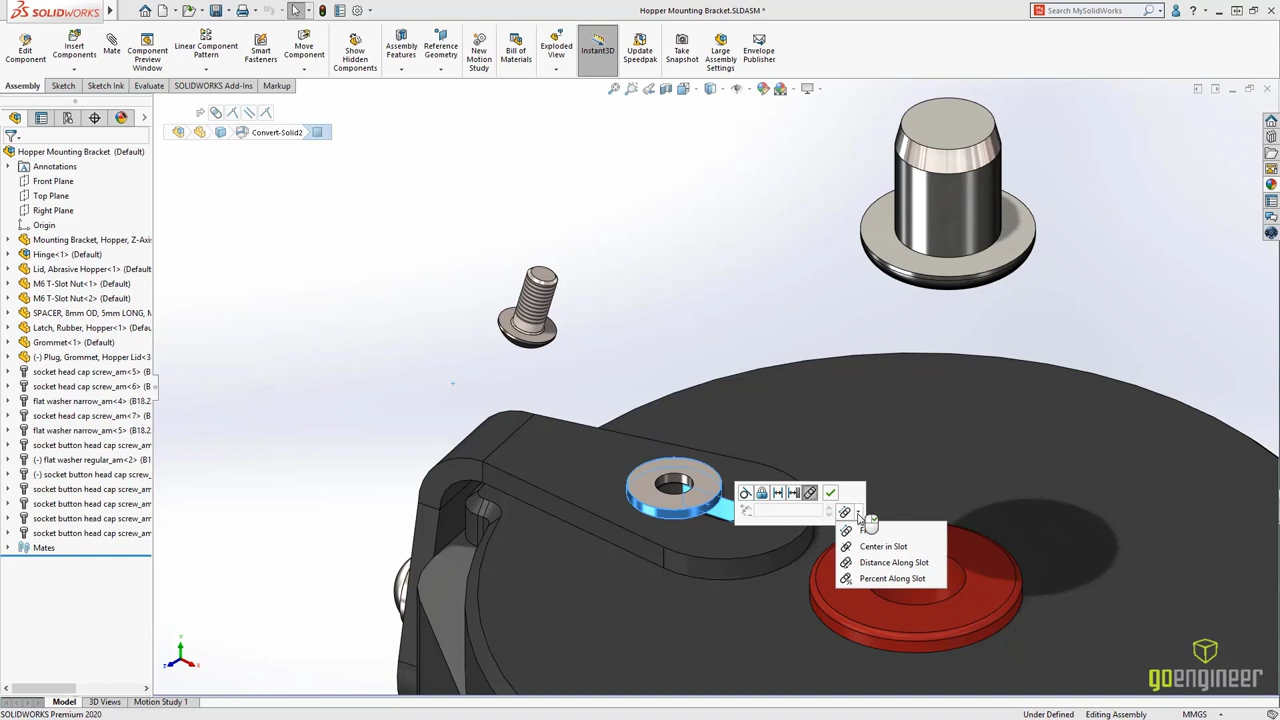 SOLIDWORKS
Hopper Mounting Bracket.SLDASM *
Search MySolidWorks
Edit Component
Insert Components
Mate
Component Preview Window
Linear Component Pattern
Smart Fasteners
Move Component
Show Hidden Components
Assembly Features
Reference Geometry
New Motion Study
Bill of Materials
Exploded View
Instant3D
Update Speedpak
Take Snapshot
Large Assembly Settings
Envelope Publisher
Assembly
Sketch
Sketch Ink
Evaluate
SOLIDWORKS Add-Ins
Markup
Convert-Solid2
Hopper Mounting Bracket (Default)
Annotations
Front Plane
Top Plane
Right Plane
Origin
Mounting Bracket, Hopper, Z-Axi
Hinge<1> (Default)
Lid, Abrasive Hopper<1> (Default)
M6 T-Slot Nut<1> (Default)
M6 T-Slot Nut<2> (Default)
SPACER, 8mm OD, 5mm LONG, M
Latch, Rubber, Hopper<1> (Defau
Grommet<1> (Default)
(-) Plug, Grommet, Hopper Lid<3
socket head cap screw_am<5> (B
socket head cap screw_am<6> (B
flat washer narrow_am<4> (B18.2
socket head cap screw_am<7> (B
flat washer narrow_am<5> (B18.2
socket button head cap screw_am
(-) flat washer regular_am<2> (B1
(-) socket button head cap screw_
socket button head cap screw_am
socket button head cap screw_am
socket button head cap screw_am
socket button head cap screw_am
Mates
Center in Slot
Distance Along Slot
Percent Along Slot
Y
Z
X
goengineer
Model
3D Views
Motion Study 1
SOLIDWORKS Premium 2020
Under Defined
Editing Assembly
MMGS